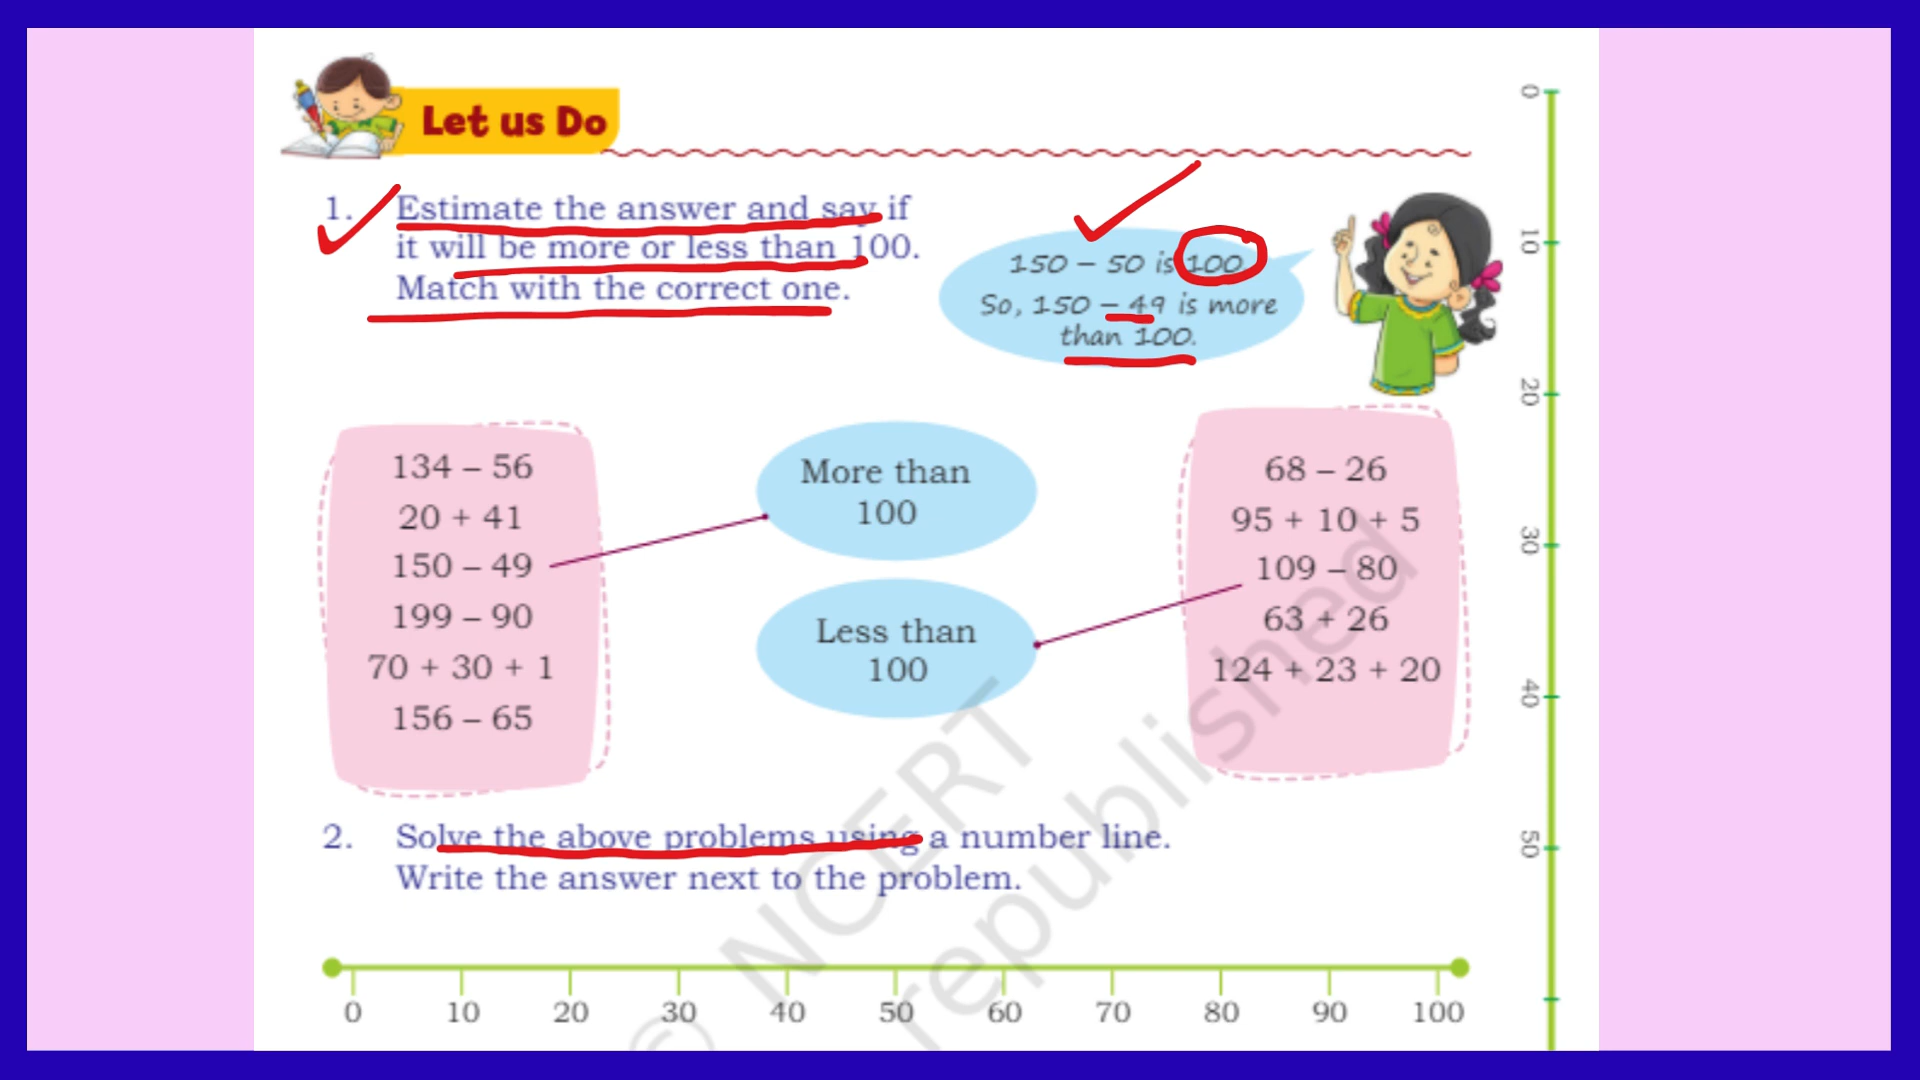 Let us Do
1. Estimate the answer and say if
it will be more or less than 100.
Match with the correct one.
150 – 50 is 100.
So, 150 – 49 is more
than 100.
134 – 56
20 + 41
150 – 49
199 – 90
70 + 30 + 1
156 – 65
More than
100
Less than
100
68 – 26
95 + 10 + 5
109 – 80
63 + 26
124 + 23 + 20
2. Solve the above problems using a number line.
Write the answer next to the problem.
0 10 20 30 40 50 60 70 80 90 100
0
10
20
30
40
50
© NCERT
republished